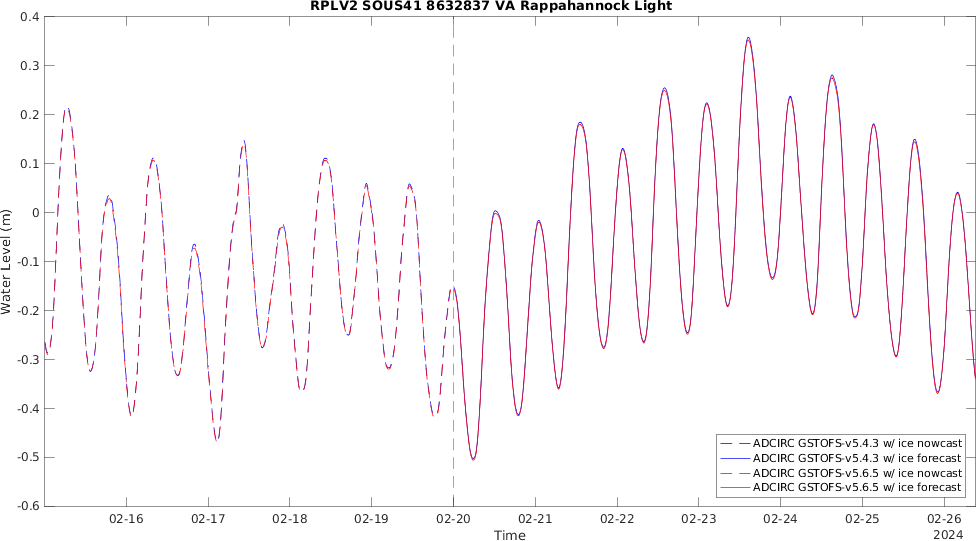 RPLV2 SOUS41 8632837 VA Rappahannock Light
0.4
0.3
0.2
0.1
0
-0.1
-0.2
-0.3
-0.4
-0.5
-0.6
Water Level (m)
ADCIRC GSTOFS-v5.4.3 w/ ice nowcast
ADCIRC GSTOFS-v5.4.3 w/ ice forecast
ADCIRC GSTOFS-v5.6.5 w/ ice nowcast
ADCIRC GSTOFS-v5.6.5 w/ ice forecast
02-16 02-17 02-18 02-19 02-20 02-21 02-22 02-23 02-24 02-25 02-26
Time
2024